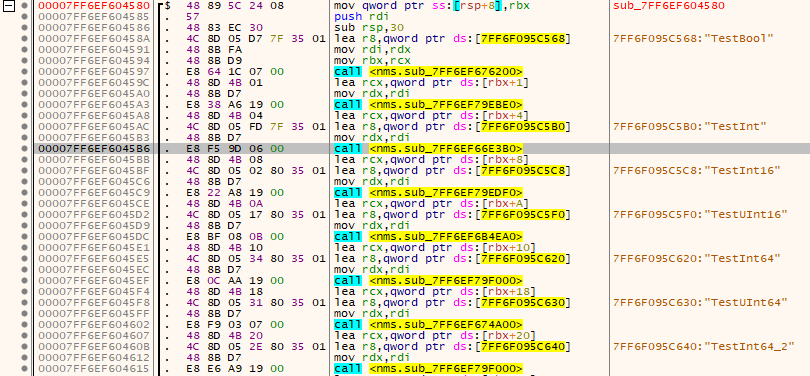 00007FF6EF604580 $ 48 89 5C 24 08 mov qword ptr ss:[rsp+8],rbx sub_7FF6EF604580
00007FF6EF604585 . 57 push rdi
00007FF6EF604586 . 48 83 EC 30 sub rsp,30
00007FF6EF60458A . 4C 8D 05 D7 7F 35 01 lea r8,qword ptr ds:[7FF6F095C568] 7FF6F095C568:"TestBool"
00007FF6EF604591 . 48 8B FA mov rdi,rdx
00007FF6EF604594 . 48 8B D9 mov rbx,rcx
00007FF6EF604597 . E8 64 1C 07 00 call <nms.sub_7FF6EF676200>
00007FF6EF60459C . 48 8D 4B 01 lea rcx,qword ptr ds:[rbx+1]
00007FF6EF6045A0 . 48 8B D7 mov rdx,rdi
00007FF6EF6045A3 . E8 38 A6 19 00 call <nms.sub_7FF6EF79EBE0>
00007FF6EF6045A8 . 48 8D 4B 04 lea rcx,qword ptr ds:[rbx+4]
00007FF6EF6045AC . 4C 8D 05 FD 7F 35 01 lea r8,qword ptr ds:[7FF6F095C5B0] 7FF6F095C5B0:"TestInt"
00007FF6EF6045B3 . 48 8B D7 mov rdx,rdi
00007FF6EF6045B6 . E8 F5 9D 06 00 call <nms.sub_7FF6EF66E3B0>
00007FF6EF6045BB . 48 8D 4B 08 lea rcx,qword ptr ds:[rbx+8]
00007FF6EF6045BF . 4C 8D 05 02 80 35 01 lea r8,qword ptr ds:[7FF6F095C5C8] 7FF6F095C5C8:"TestInt16"
00007FF6EF6045C6 . 48 8B D7 mov rdx,rdi
00007FF6EF6045C9 . E8 22 A8 19 00 call <nms.sub_7FF6EF79EDF0>
00007FF6EF6045CE . 48 8D 4B 0A lea rcx,qword ptr ds:[rbx+A]
00007FF6EF6045D2 . 4C 8D 05 17 80 35 01 lea r8,qword ptr ds:[7FF6F095C5F0] 7FF6F095C5F0:"TestUInt16"
00007FF6EF6045D9 . 48 8B D7 mov rdx,rdi
00007FF6EF6045DC . E8 BF 08 0B 00 call <nms.sub_7FF6EF6B4EA0>
00007FF6EF6045E1 . 48 8D 4B 10 lea rcx,qword ptr ds:[rbx+10]
00007FF6EF6045E5 . 4C 8D 05 34 80 35 01 lea r8,qword ptr ds:[7FF6F095C620] 7FF6F095C620:"TestInt64"
00007FF6EF6045EC . 48 8B D7 mov rdx,rdi
00007FF6EF6045EF . E8 0C AA 19 00 call <nms.sub_7FF6EF79F000>
00007FF6EF6045F4 . 48 8D 4B 18 lea rcx,qword ptr ds:[rbx+18]
00007FF6EF6045F8 . 4C 8D 05 31 80 35 01 lea r8,qword ptr ds:[7FF6F095C630] 7FF6F095C630:"TestUInt64"
00007FF6EF6045FF . 48 8B D7 mov rdx,rdi
00007FF6EF604602 . E8 F9 03 07 00 call <nms.sub_7FF6EF674A00>
00007FF6EF604607 . 48 8D 4B 20 lea rcx,qword ptr ds:[rbx+20]
00007FF6EF60460B . 4C 8D 05 2E 80 35 01 lea r8,qword ptr ds:[7FF6F095C640] 7FF6F095C640:"TestInt64_2"
00007FF6EF604612 . 48 8B D7 mov rdx,rdi
00007FF6EF604615 . E8 E6 A9 19 00 call <nms.sub_7FF6EF79F000>